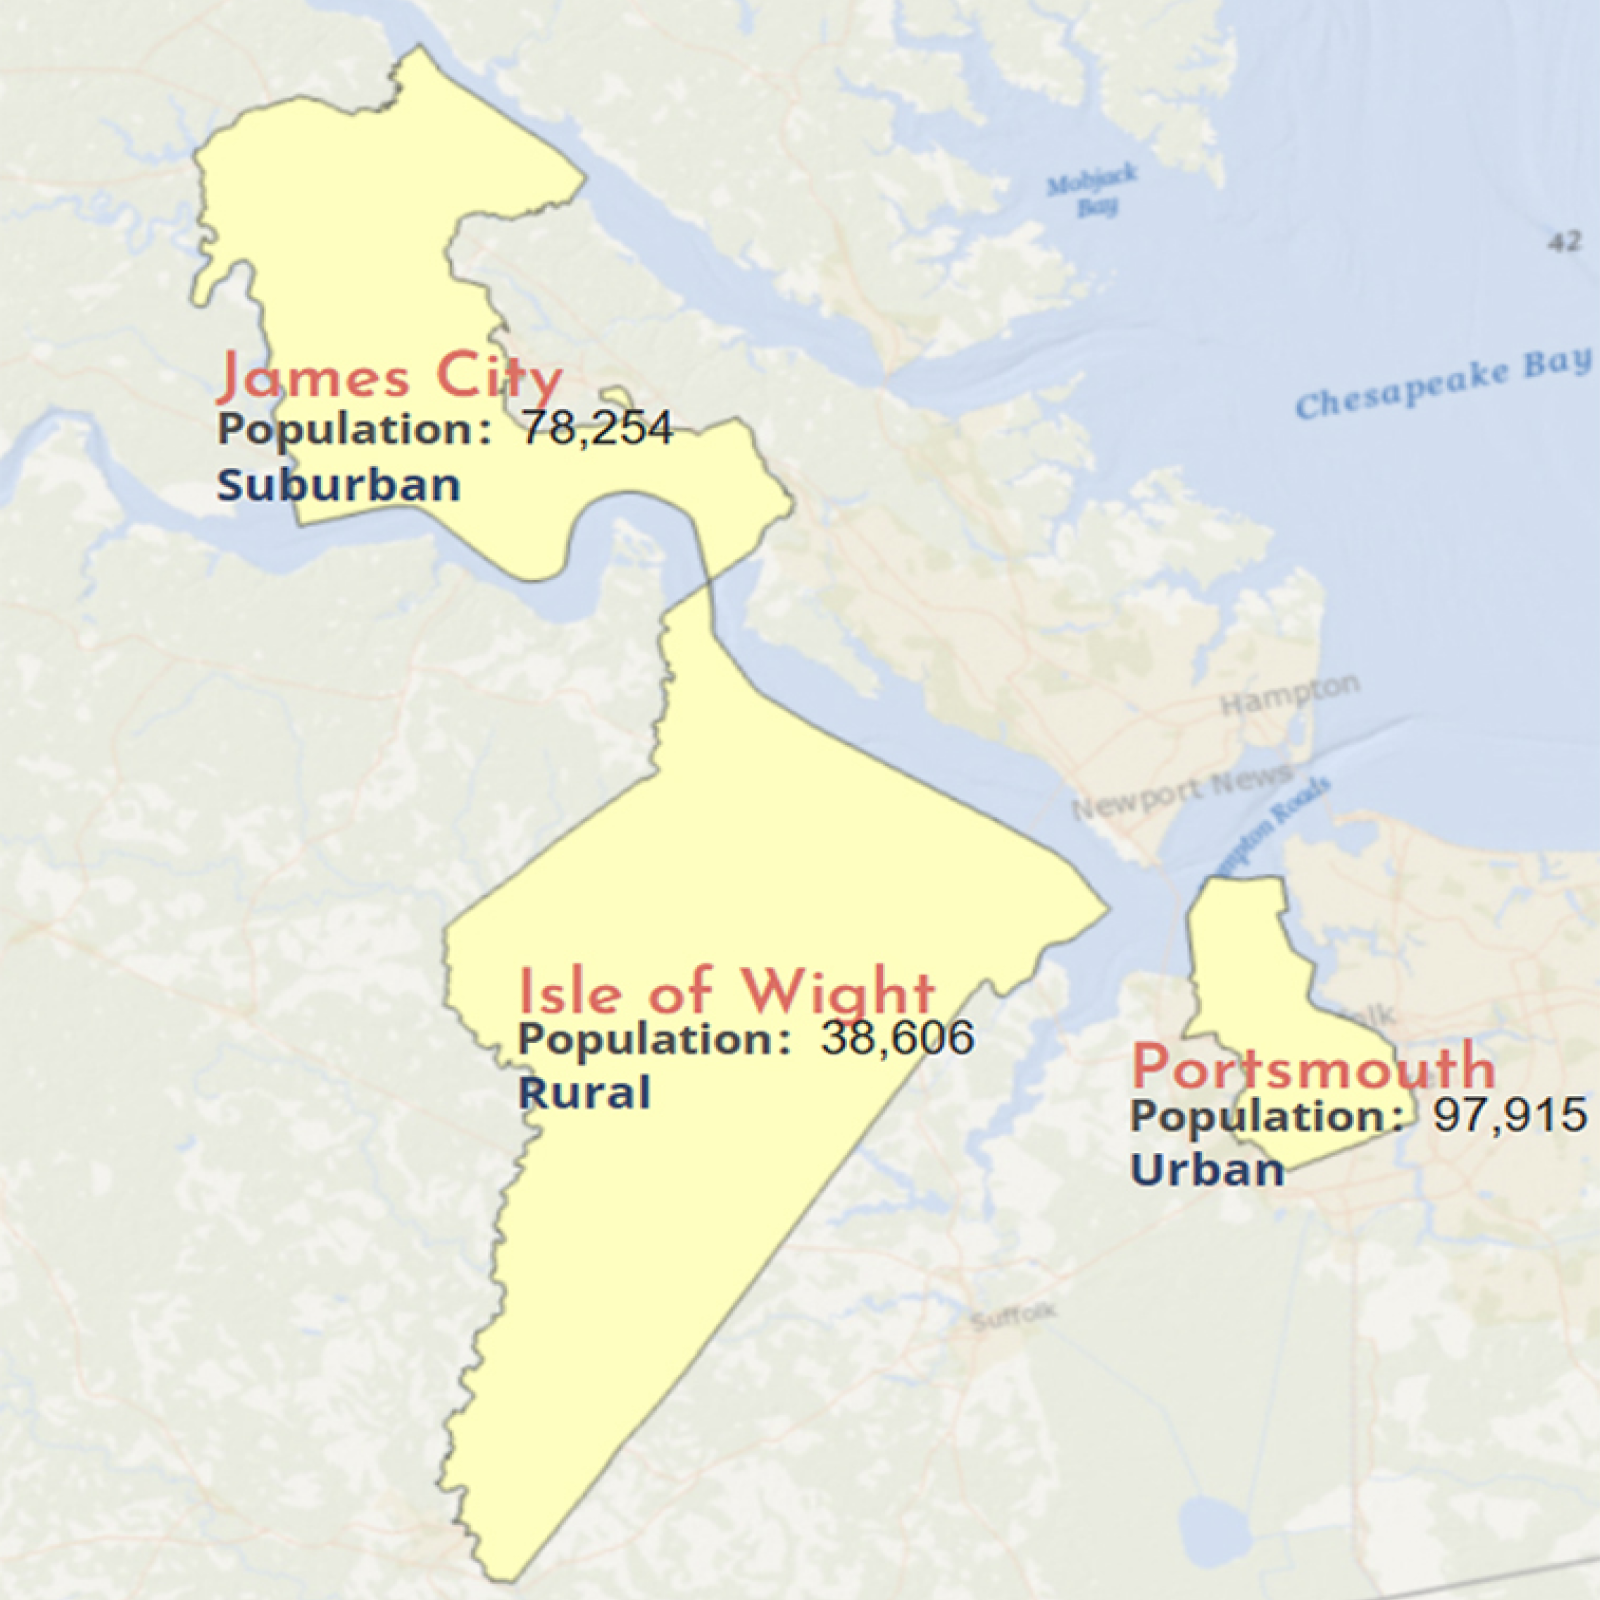 Mobjack
Bay
42
Chesapeake Bay
James City
Population: 78,254
Suburban
Hampton
Newport News
Roads
Isle of Wight
Population: 38,606
Rural
Portsmouth
Population: 97,915
Urban
Suffolk